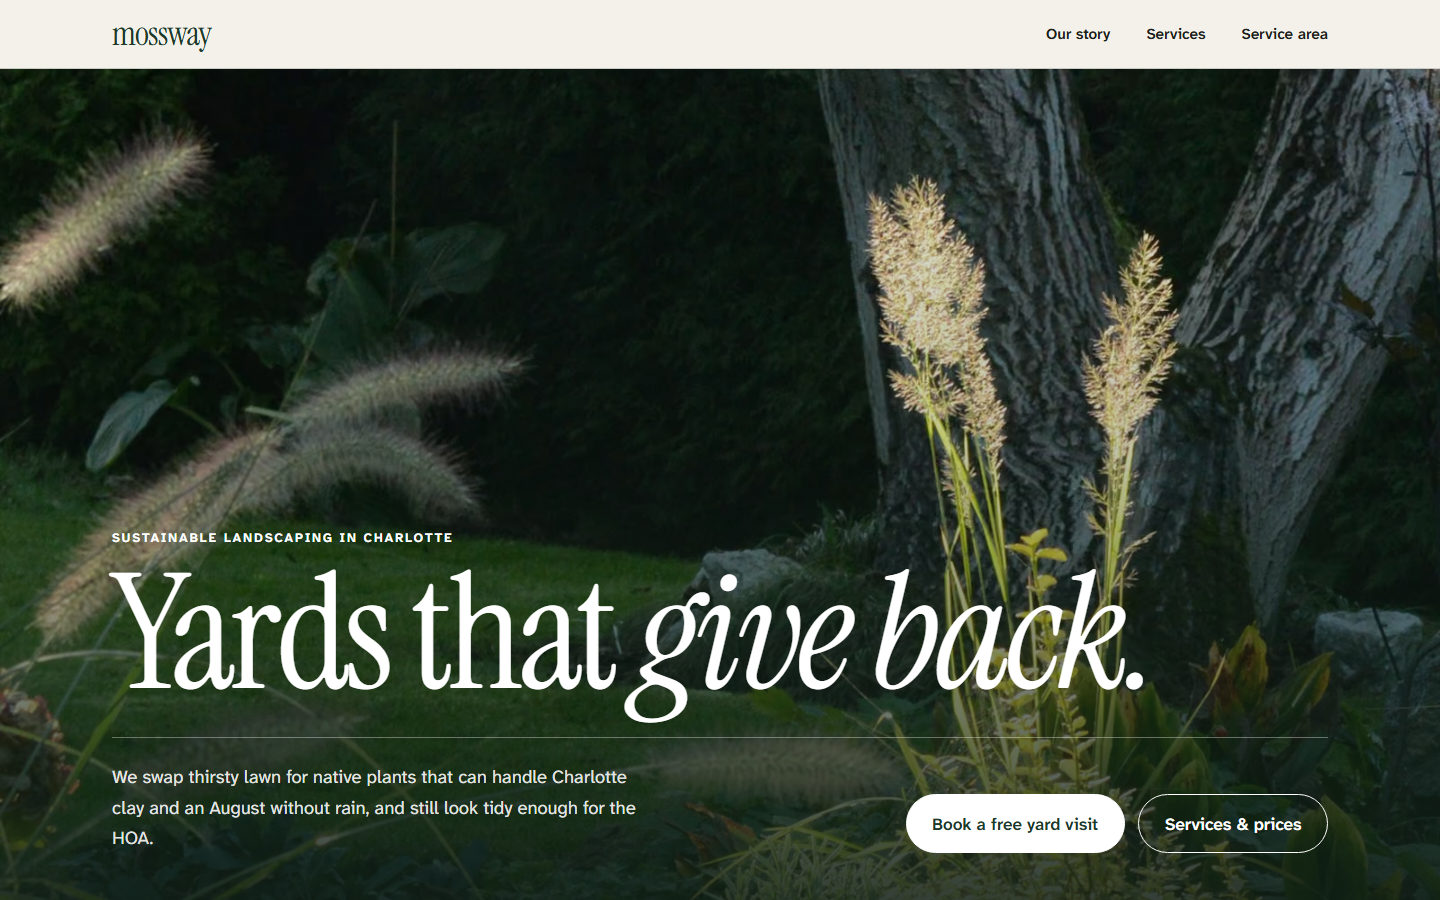 mossway
Our story
Services
Service area
SUSTAINABLE LANDSCAPING IN CHARLOTTE
Yards that give back.
We swap thirsty lawn for native plants that can handle Charlotte
clay and an August without rain, and still look tidy enough for the
HOA.
Book a free yard visit
Services & prices